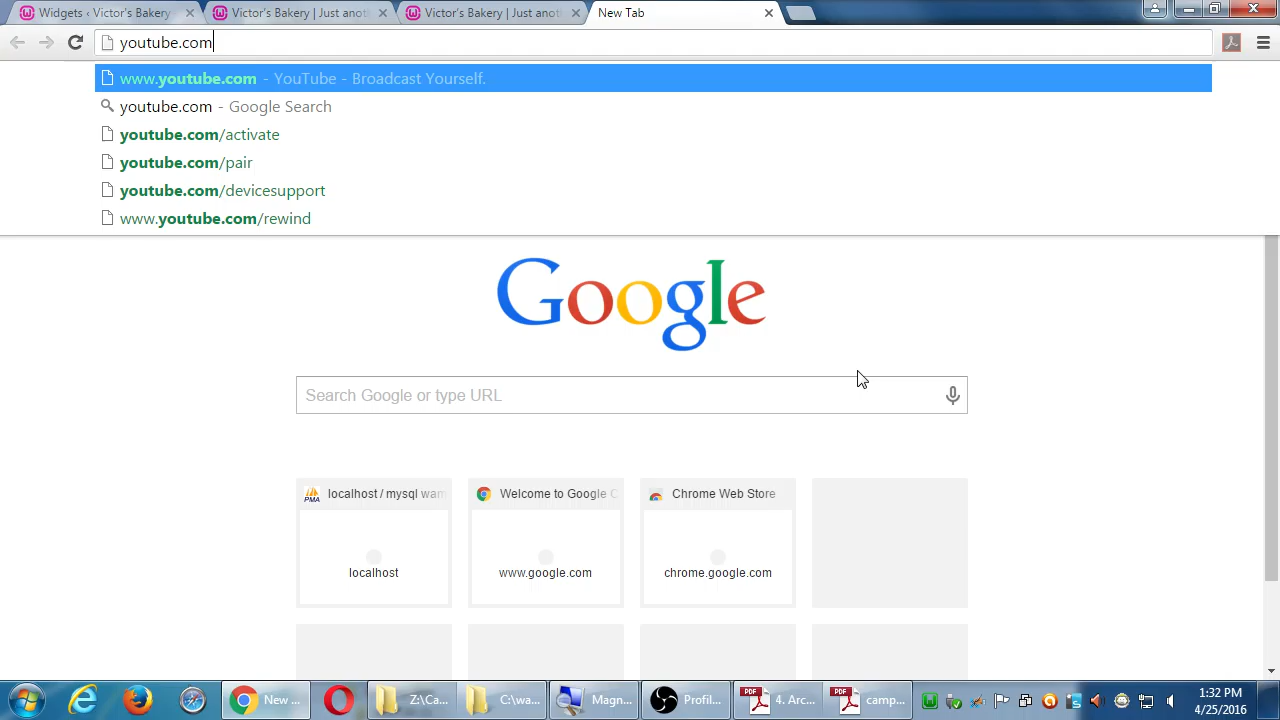 Widgets ‹ Victor's Bakery
Victor's Bakery | Just anot
Victor's Bakery | Just anot
New Tab
youtube.com
www.youtube.com - YouTube - Broadcast Yourself.
youtube.com - Google Search
youtube.com/activate
youtube.com/pair
youtube.com/devicesupport
www.youtube.com/rewind
Google
Search Google or type URL
localhost / mysql wam
Welcome to Google C
Chrome Web Store
PMA
localhost
www.google.com
chrome.google.com
New ...
Z:\Ca...
C:\wa...
Magn...
Profil...
PDF
4. Arc...
PDF
camp...
1:32 PM
4/25/2016